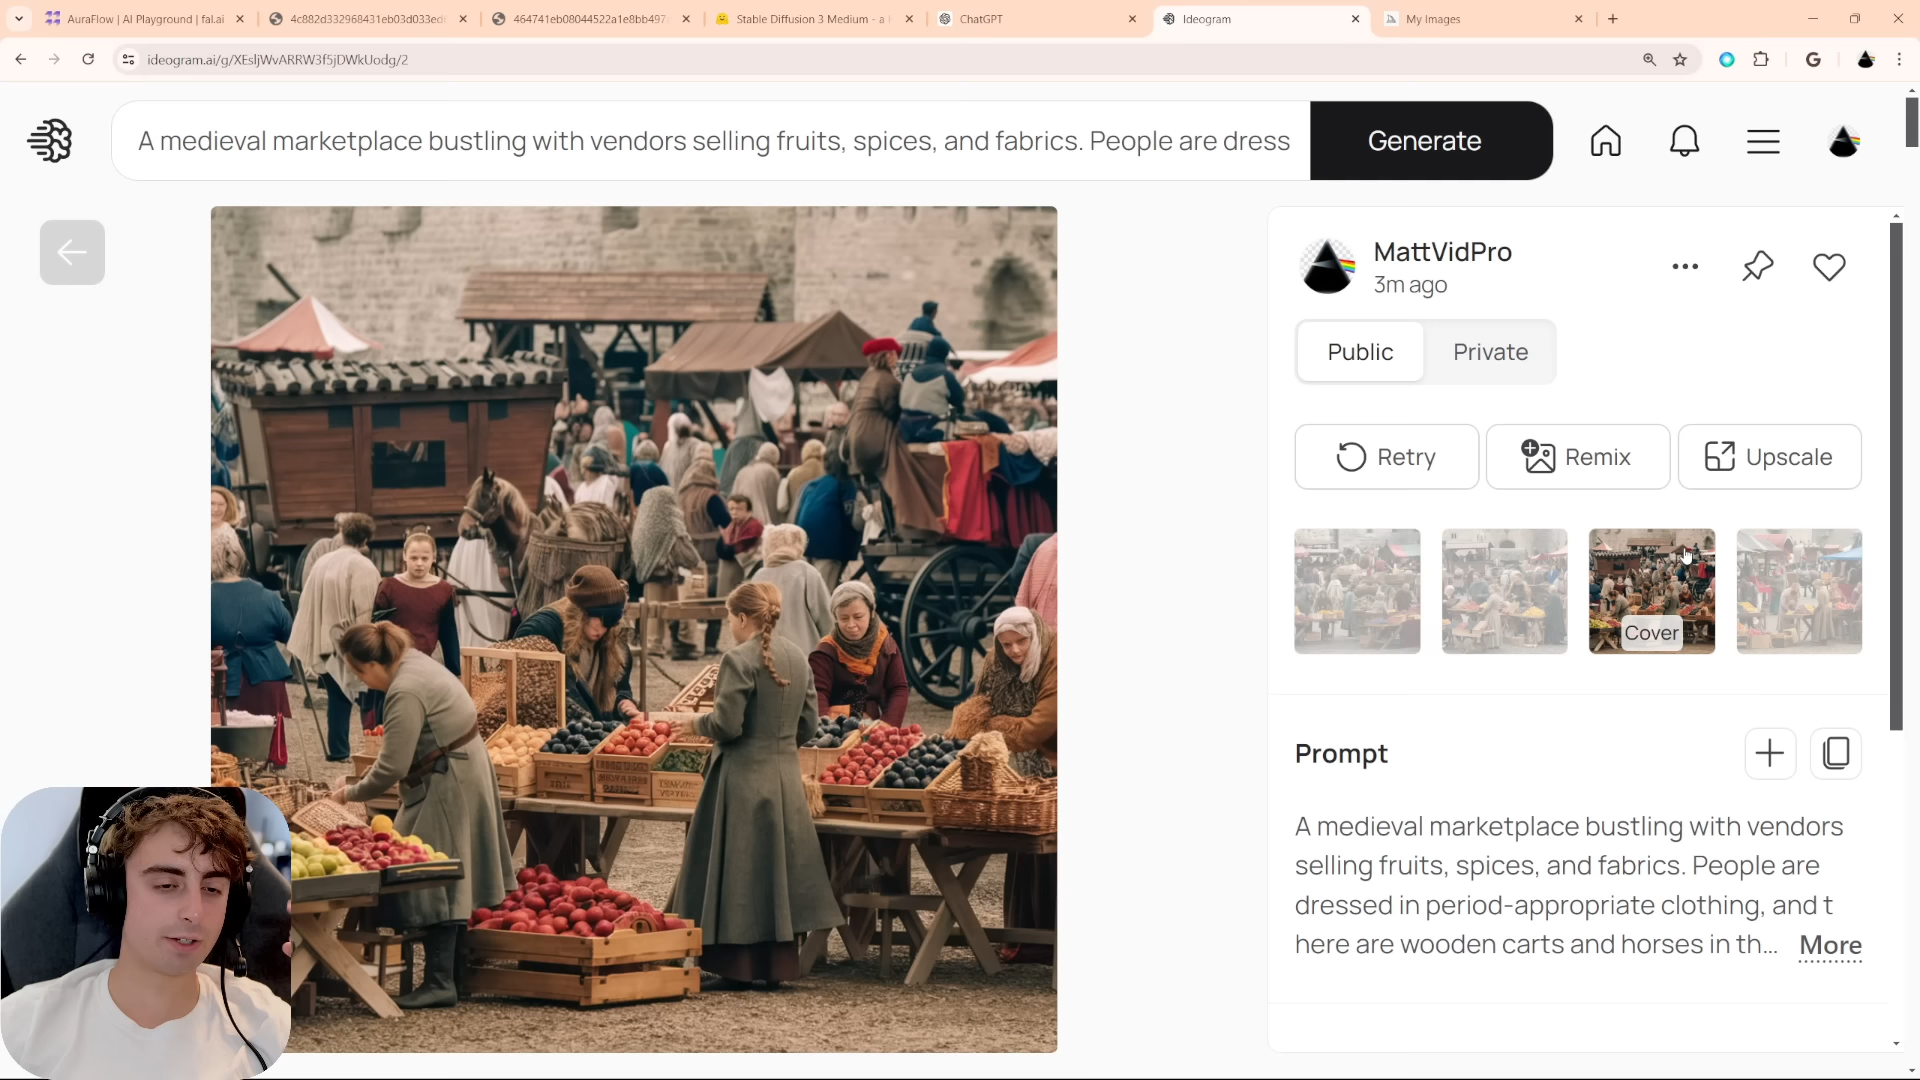 AuraFlow | AI Playground | fal.ai
4c882d332968431eb03d033ed
464741eb08044522a1e8bb497
Stable Diffusion 3 Medium - a
ChatGPT
Ideogram
My Images
ideogram.ai/g/XEsljWvARRW3f5jDWkUodg/2
G
A medieval marketplace bustling with vendors selling fruits, spices, and fabrics. People are dress
Generate
MattVidPro
3m ago
Public
Private
Retry
Remix
Upscale
Cover
Prompt
A medieval marketplace bustling with vendors
selling fruits, spices, and fabrics. People are
dressed in period-appropriate clothing, and t
here are wooden carts and horses in th...
More